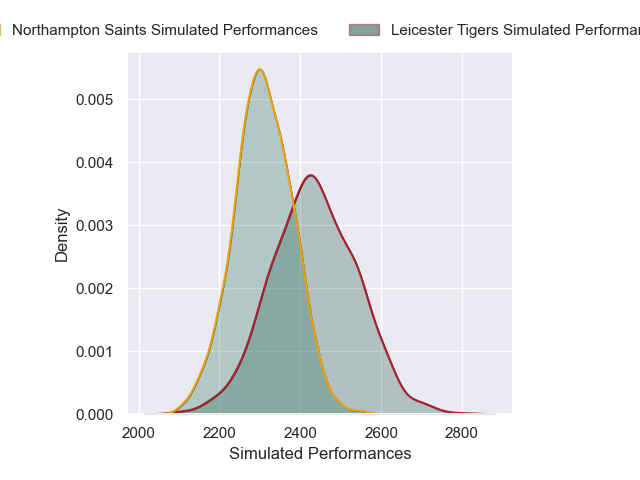 Northampton Saints Simulated Performances
Leicester Tigers Simulated
Density
0.005
0.004
0.003
0.002
0.001
0.000
2000 2200 2400 2600 2800
Simulated Performances